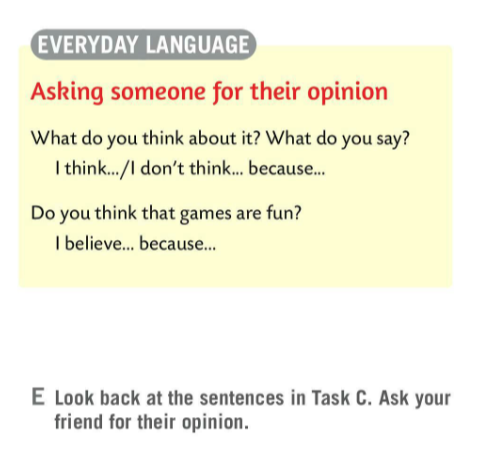 EVERYDAY LANGUAGE
Asking someone for their opinion
What do you think about it? What do you say?
I think.../I don't think... because...
Do you think that games are fun?
I believe... because...
E Look back at the sentences in Task C. Ask your
friend for their opinion.